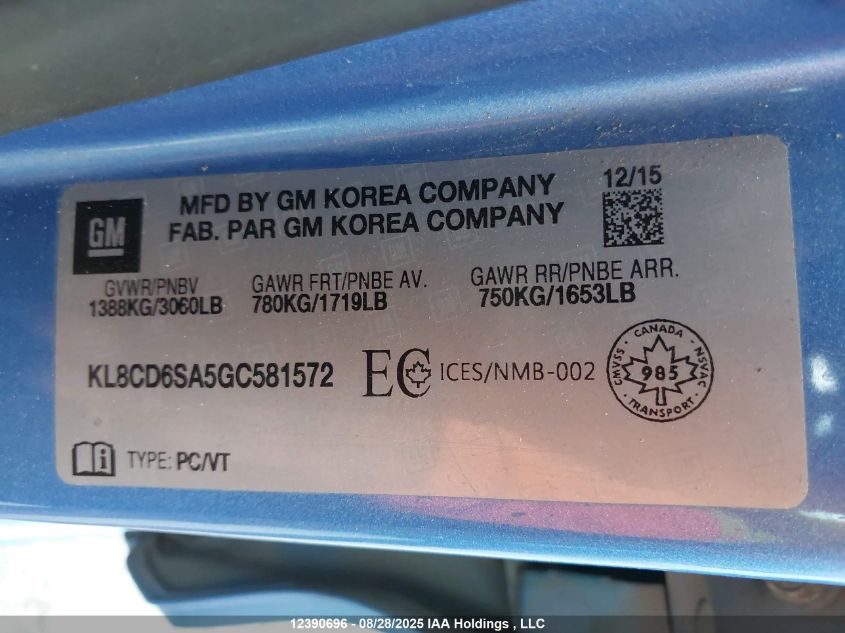 GM
MFD BY GM KOREA COMPANY
FAB. PAR GM KOREA COMPANY
12/15
GVWR/PNBV
1388KG/3060LB
GAWR FRT/PNBE AV.
780KG/1719LB
GAWR RR/PNBE ARR.
750KG/1653LB
KL8CD6SA5GC581572
EC ICES/NMB-002
CANADA
CMVSS
985
NSVAC
TRANSPORT
TYPE: PC/VT
12390696 - 08/28/2025 IAA Holdings , LLC